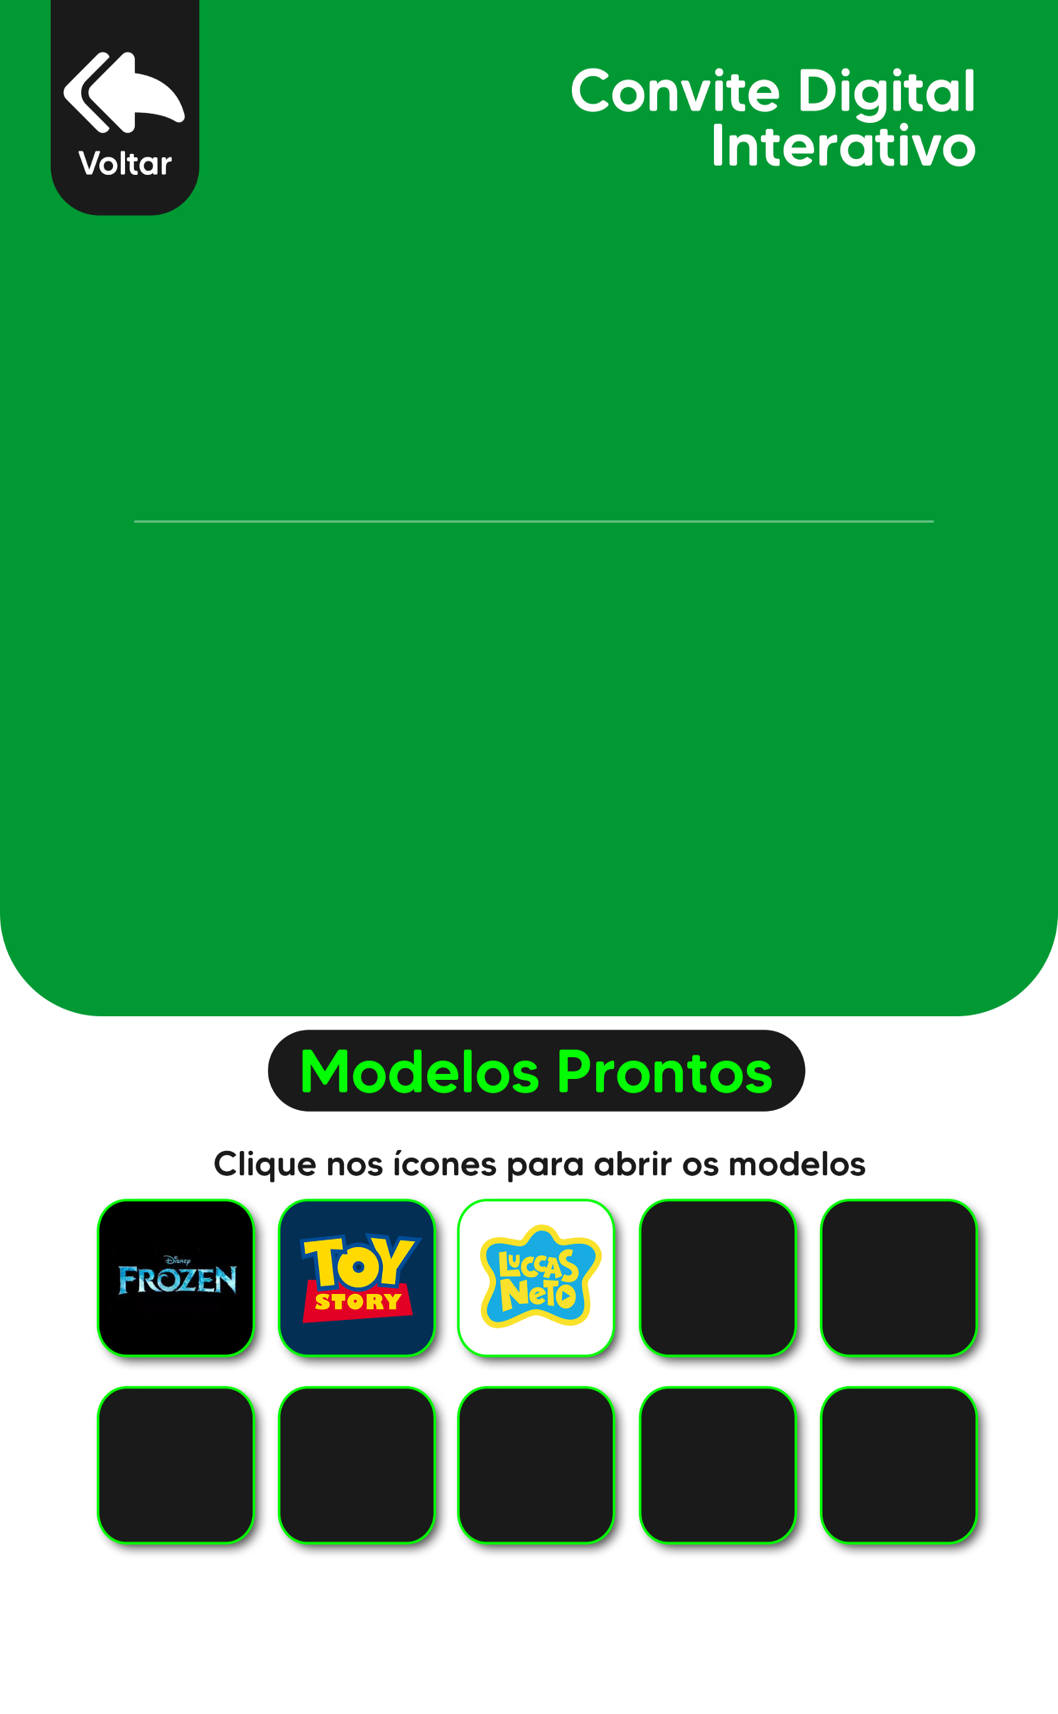 Voltar
Convite Digital
Interativo
Modelos Prontos
Clique nos ícones para abrir os modelos
Disney
FROZEN
TOY
STORY
LUCCAS
NETO